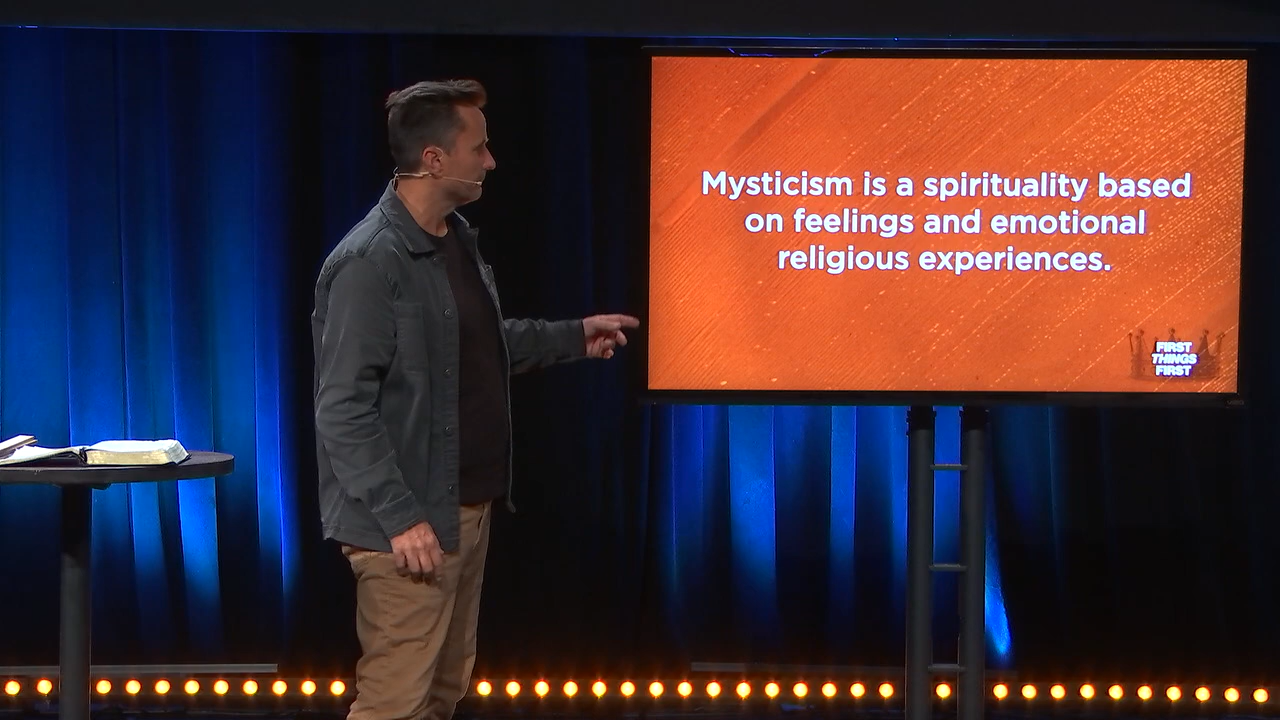 Mysticism is a spirituality based
on feelings and emotional
religious experiences.
FIRST
THINGS
FIRST